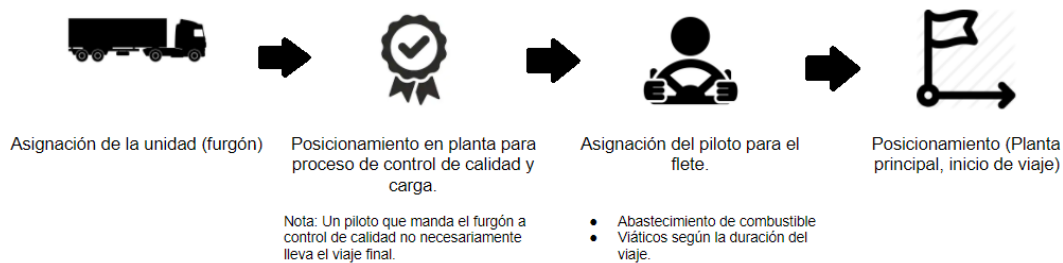 Asignación de la unidad (furgón)
Posicionamiento en planta para
proceso de control de calidad y
carga.
Nota: Un piloto que manda el furgón a
control de calidad no necesariamente
lleva el viaje final.
Asignación del piloto para el
flete.
● Abastecimiento de combustible
● Viáticos según la duración del
viaje.
Posicionamiento (Planta
principal, inicio de viaje)